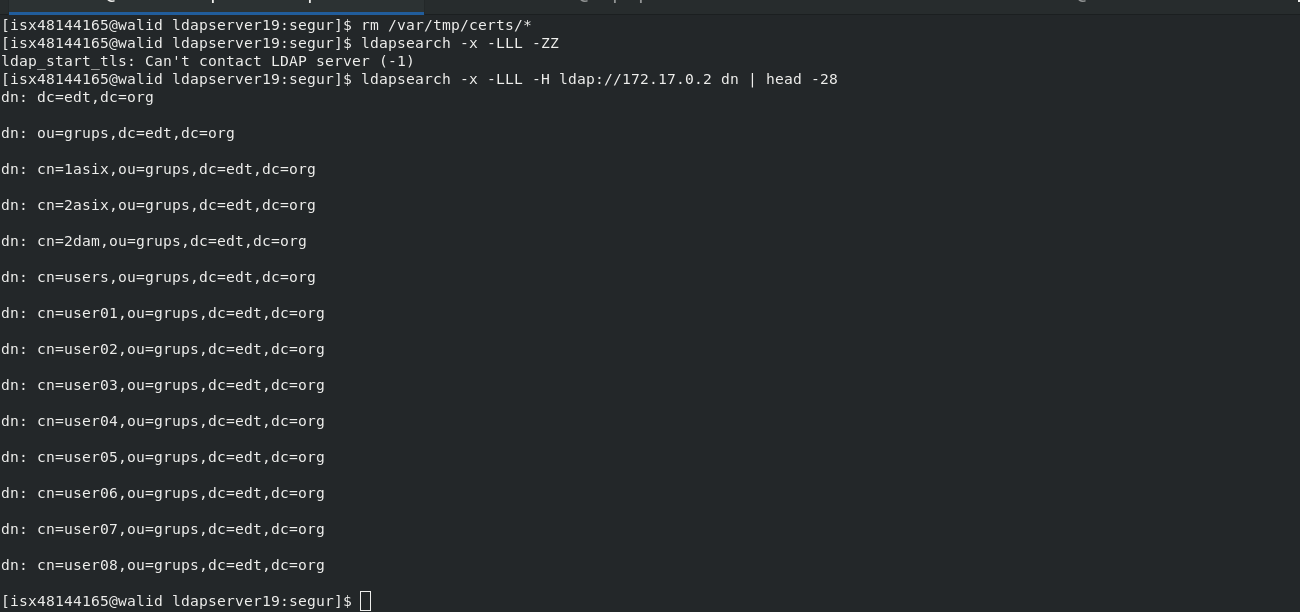 [isx48144165@walid ldapserver19:segur]$ rm /var/tmp/certs/*
[isx48144165@walid ldapserver19:segur]$ ldapsearch -x -LLL -ZZ
ldap_start_tls: Can't contact LDAP server (-1)
[isx48144165@walid ldapserver19:segur]$ ldapsearch -x -LLL -H ldap://172.17.0.2 dn | head -28
dn: dc=edt,dc=org
dn: ou=grups,dc=edt,dc=org
dn: cn=1asix,ou=grups,dc=edt,dc=org
dn: cn=2asix,ou=grups,dc=edt,dc=org
dn: cn=2dam,ou=grups,dc=edt,dc=org
dn: cn=users,ou=grups,dc=edt,dc=org
dn: cn=user01,ou=grups,dc=edt,dc=org
dn: cn=user02,ou=grups,dc=edt,dc=org
dn: cn=user03,ou=grups,dc=edt,dc=org
dn: cn=user04,ou=grups,dc=edt,dc=org
dn: cn=user05,ou=grups,dc=edt,dc=org
dn: cn=user06,ou=grups,dc=edt,dc=org
dn: cn=user07,ou=grups,dc=edt,dc=org
dn: cn=user08,ou=grups,dc=edt,dc=org
[isx48144165@walid ldapserver19:segur]$